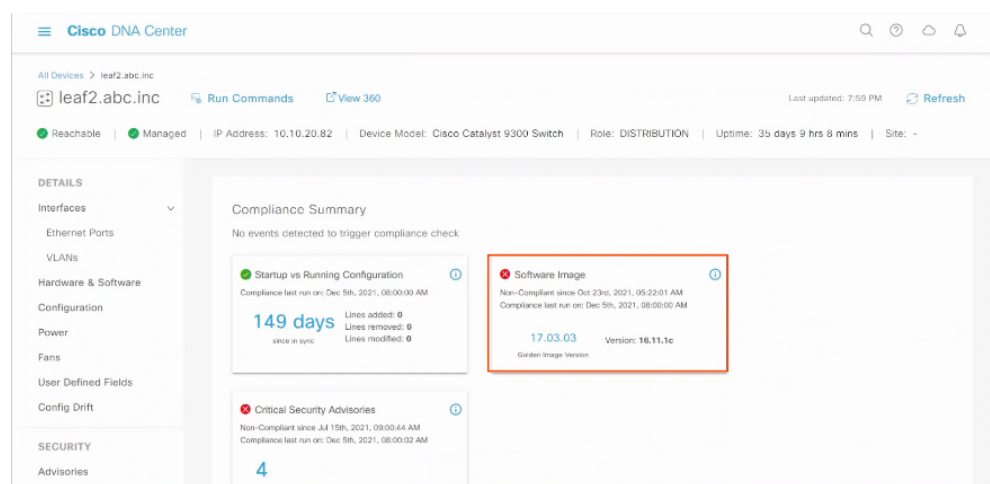 Cisco DNA Center
All Devices > leaf2.abc.inc
leaf2.abc.inc Run Commands View 360 Last updated: 7:59 PM Refresh
Reachable | Managed | IP Address: 10.10.20.82 | Device Model: Cisco Catalyst 9300 Switch | Role: DISTRIBUTION | Uptime: 35 days 9 hrs 8 mins | Site: -
DETAILS
Interfaces
Ethernet Ports
VLANs
Hardware & Software
Configuration
Power
Fans
User Defined Fields
Config Drift
SECURITY
Advisories
Compliance Summary
No events detected to trigger compliance check
Startup vs Running Configuration
Compliance last run on: Dec 5th, 2021, 08:00:00 AM
149 days
since in sync
Lines added: 0
Lines removed: 0
Lines modified: 0
Software Image
Non-Compliant since Oct 23rd, 2021, 05:22:01 AM
Compliance last run on: Dec 5th, 2021, 08:00:00 AM
17.03.03
Golden Image Version
Version: 16.11.1c
Critical Security Advisories
Non-Compliant since Jul 15th, 2021, 09:00:44 AM
Compliance last run on: Dec 5th, 2021, 08:00:02 AM
4